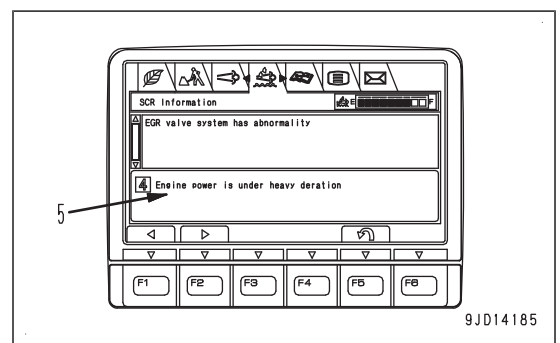 SCR Information
E F
EGR valve system has abnormality
4 Engine power is under heavy deration
5
F1 F2 F3 F4 F5 F6
9JD14185